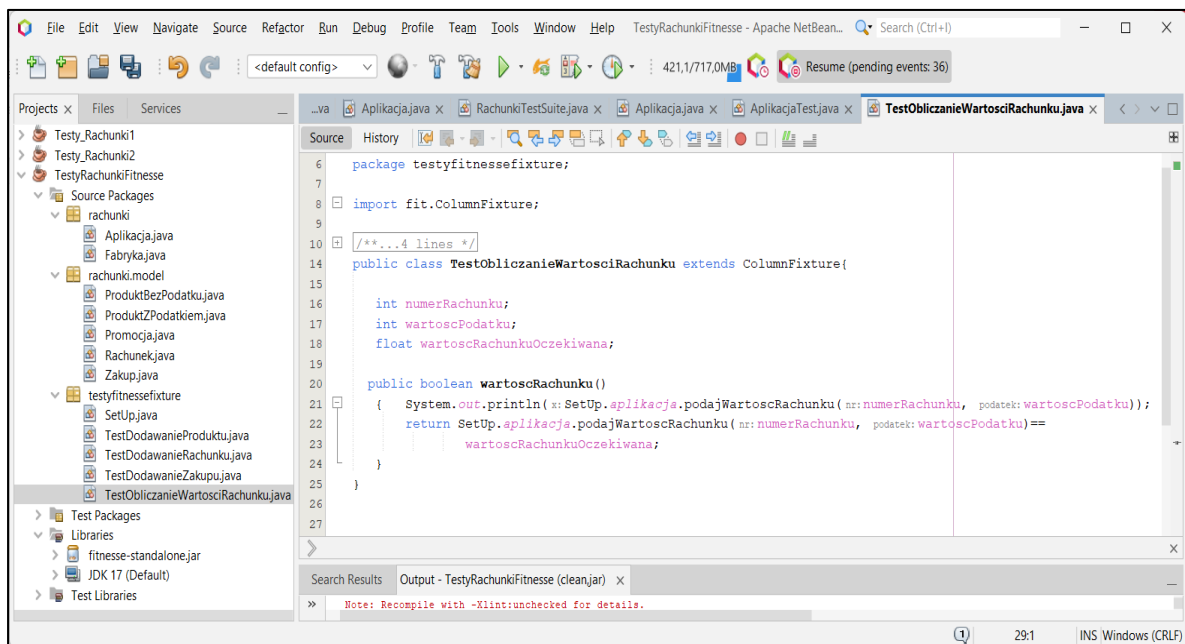 File Edit View Navigate Source Refactor Run Debug Profile Team Tools Window Help TestyRachunkiFitnesse - Apache NetBean... Search (Ctrl+I)
<default config> 421,1/717,0MB Resume (pending events: 36)
Projects Files Services
...va Aplikacja.java RachunkiTestSuite.java Aplikacja.java AplikacjaTest.java TestObliczanieWartosciRachunku.java
Testy_Rachunki1
Testy_Rachunki2
TestyRachunkiFitnesse
Source Packages
rachunki
Aplikacja.java
Fabryka.java
rachunki.model
ProduktBezPodatku.java
ProduktZPodatkiem.java
Promocja.java
Rachunek.java
Zakup.java
testyfitnessefixture
SetUp.java
TestDodawanieProduktu.java
TestDodawanieRachunku.java
TestDodawanieZakupu.java
TestObliczanieWartosciRachunku.java
Test Packages
Libraries
fitnesse-standalone.jar
JDK 17 (Default)
Test Libraries
Source History
6 package testyfitnessefixture;
7
8 import fit.ColumnFixture;
9
10 /**...4 lines */
14 public class TestObliczanieWartosciRachunku extends ColumnFixture{
15
16 int numerRachunku;
17 int wartoscPodatku;
18 float wartoscRachunkuOczekiwana;
19
20 public boolean wartoscRachunku()
21 { System.out.println(x:SetUp.aplikacja.podajWartoscRachunku(nr:numerRachunku, podatek:wartoscPodatku));
22 return SetUp.aplikacja.podajWartoscRachunku(nr:numerRachunku, podatek:wartoscPodatku)==
23 wartoscRachunkuOczekiwana;
24 }
25 }
26
27
Search Results Output - TestyRachunkiFitnesse (clean,jar)
Note: Recompile with -Xlint:unchecked for details.
1 29:1 INS Windows (CRLF)